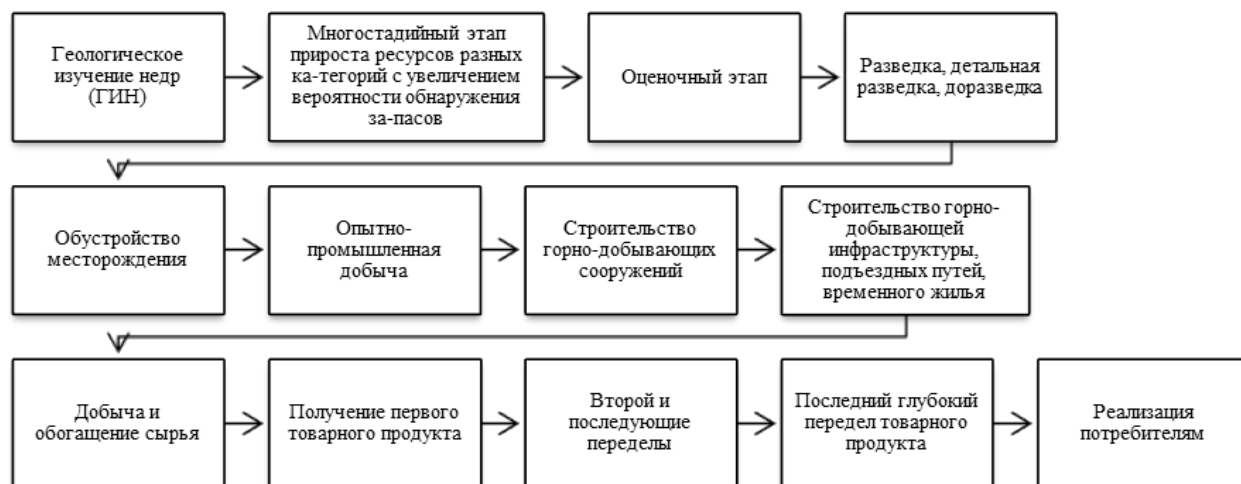 Геологическое
изучение недр
(ГИН)
Многостадийный этап
прироста ресурсов разных
ка-тегорий с увеличением
вероятности обнаружения
за-пасов
Оценочный этап
Разведка, детальная
разведка, доразведка
Обустройство
месторождения
Опытно-
промышленная
добыча
Строительство
горно-добывающих
сооружений
Строительство горно-
добывающей
инфраструктуры,
подъездных путей,
временного жилья
Добыча и
обогащение сырья
Получение первого
товарного продукта
Второй и
последующие
переделы
Последний глубокий
передел товарного
продукта
Реализация
потребителям